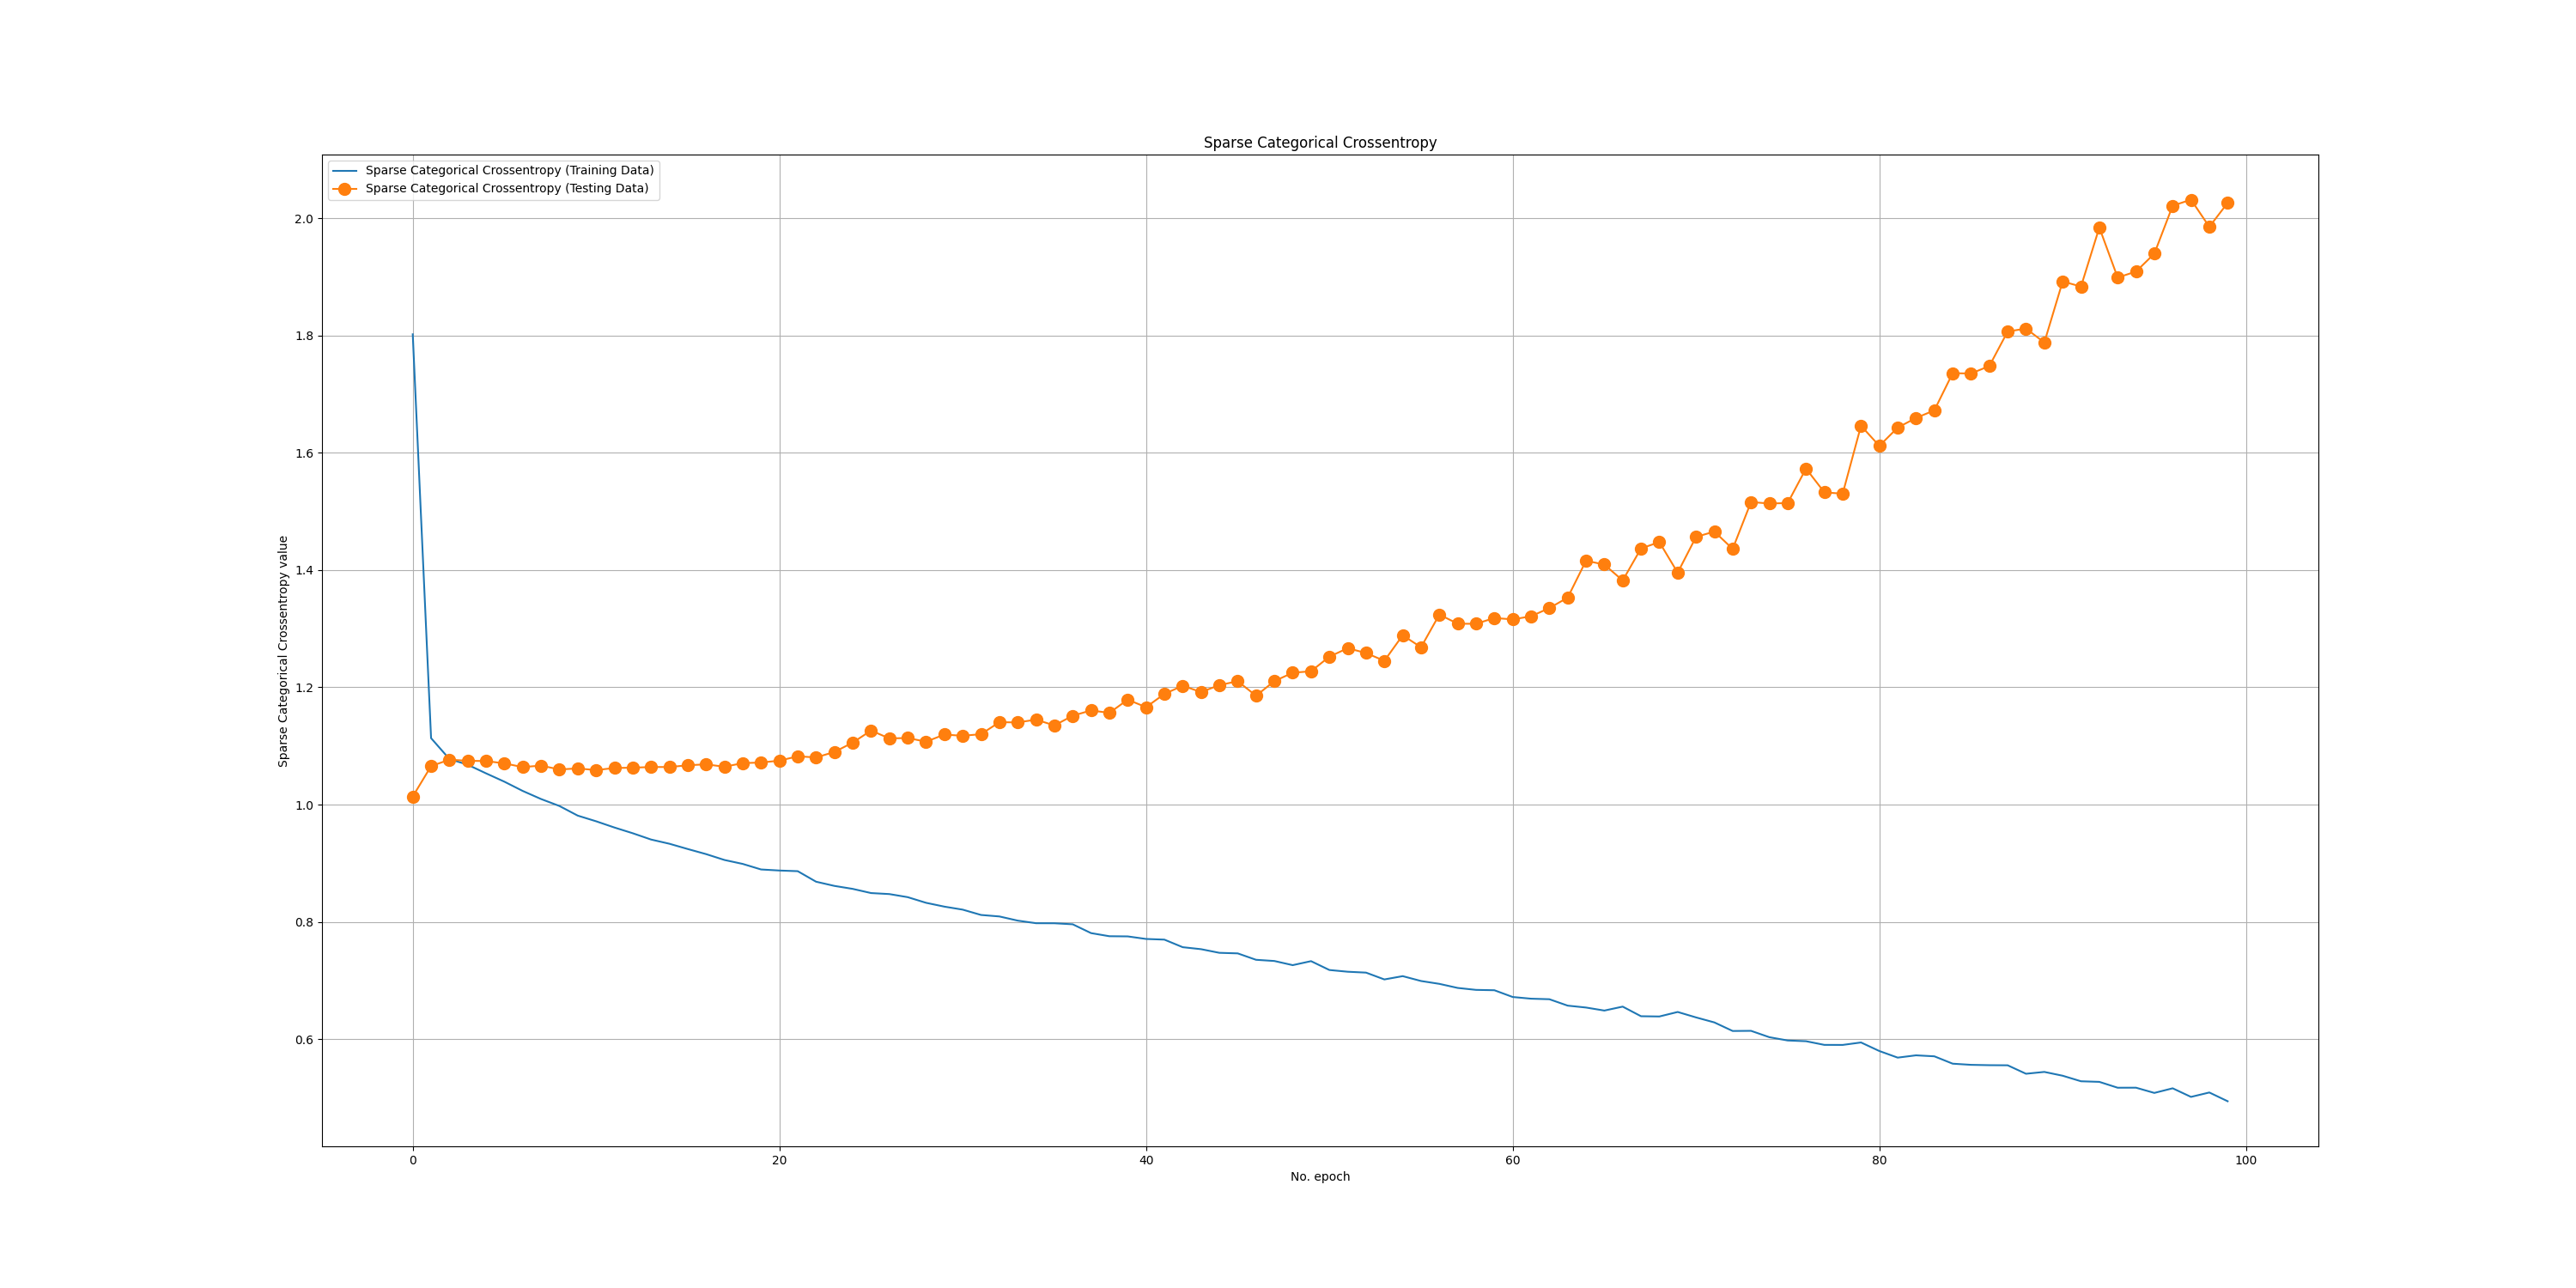 Sparse Categorical Crossentropy
Sparse Categorical Crossentropy (Training Data)
Sparse Categorical Crossentropy (Testing Data)
Sparse Categorical Crossentropy value
2.0
1.8
1.6
1.4
1.2
1.0
0.8
0.6
0
20
40
60
80
100
No. epoch